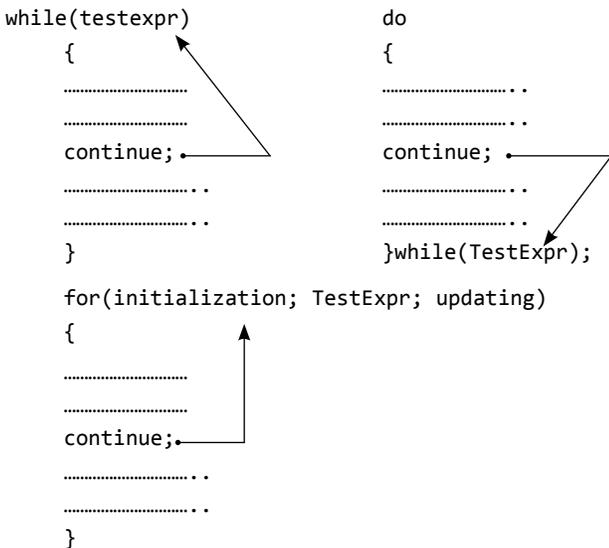 while(testexpr)
{
................................
................................
continue;
..................................
..................................
}
do
{
..................................
..................................
continue;
..................................
..................................
}while(TestExpr);
for(initialization; TestExpr; updating)
{
................................
................................
continue;
..................................
..................................
}